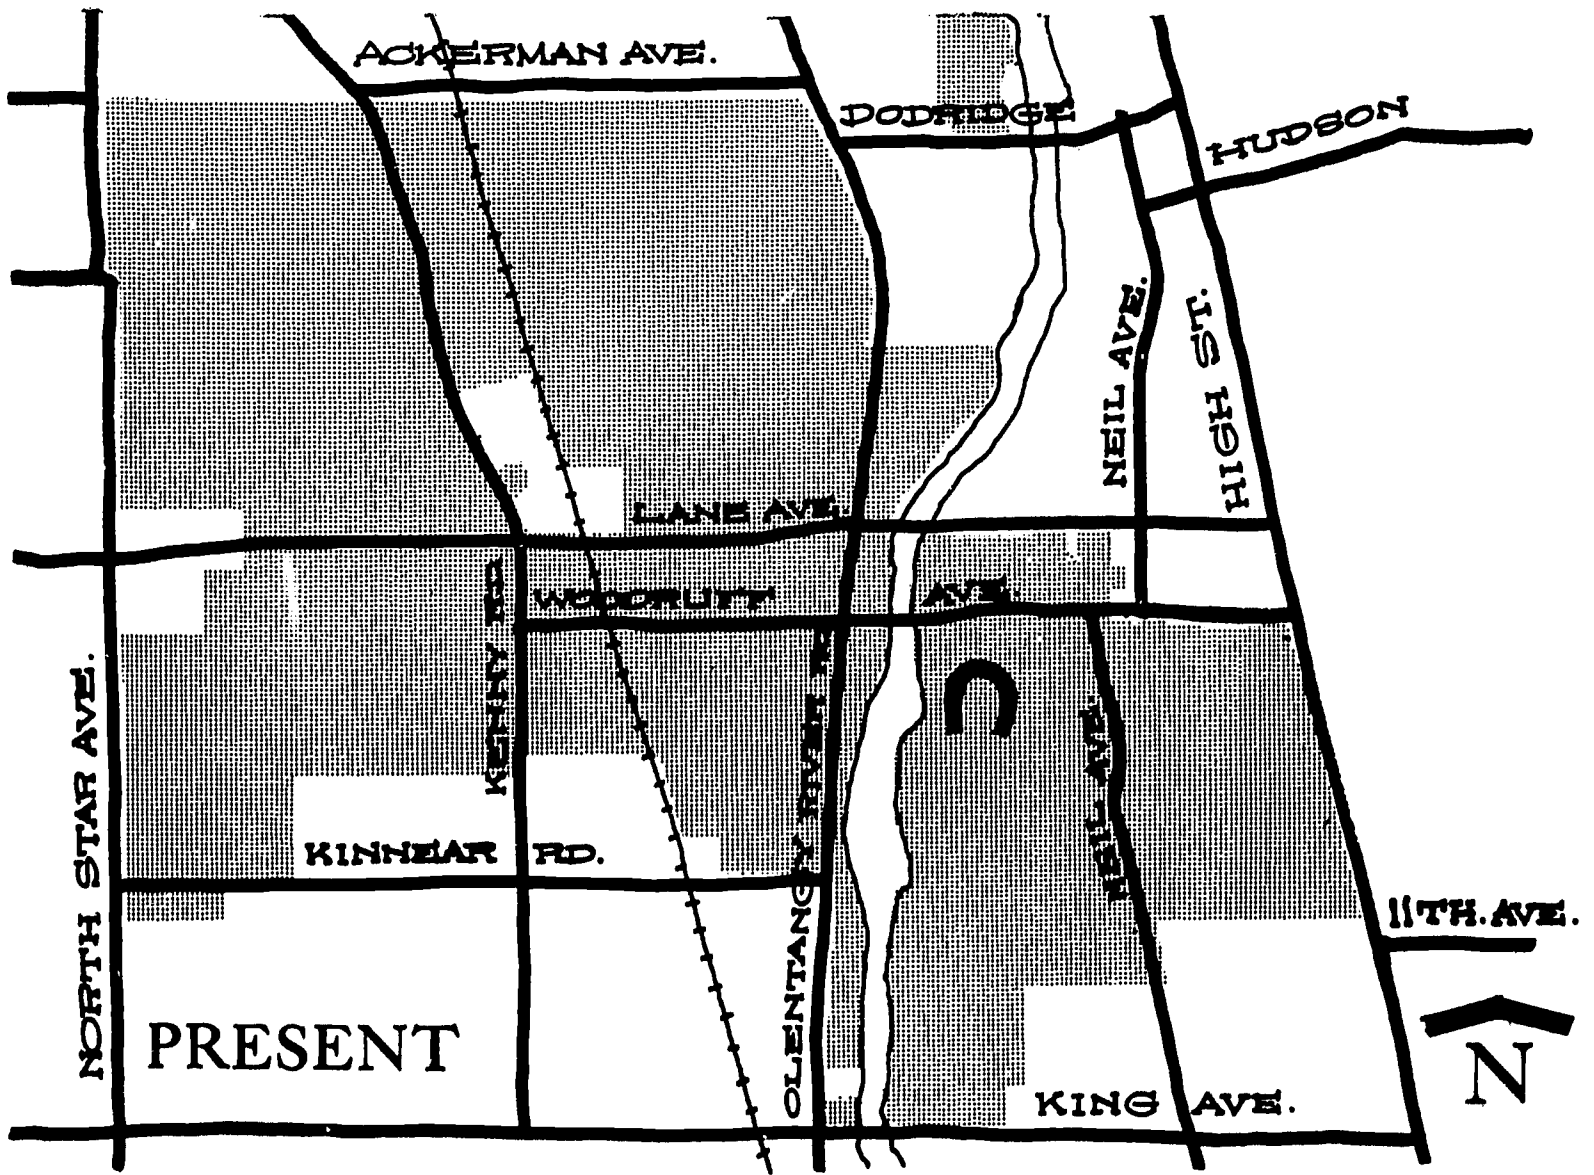 ACKERMAN AVE.
DODRIDGE
HUDSON
NEIL AVE.
HIGH ST.
LANE AVE.
WOODRUFF AVE.
KENNY RD
NORTH STAR AVE.
OLENTANGY RIVER R
NEIL AVE.
KINNEAR RD.
11TH. AVE.
PRESENT
KING AVE.
N